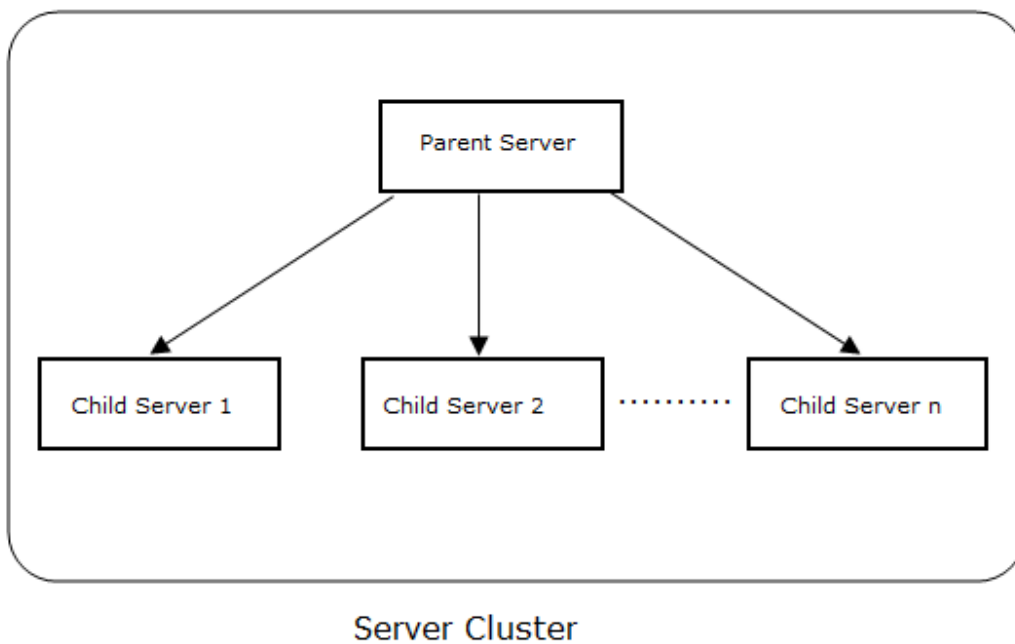 Parent Server
Child Server 1
Child Server 2
..........
Child Server n
Server Cluster